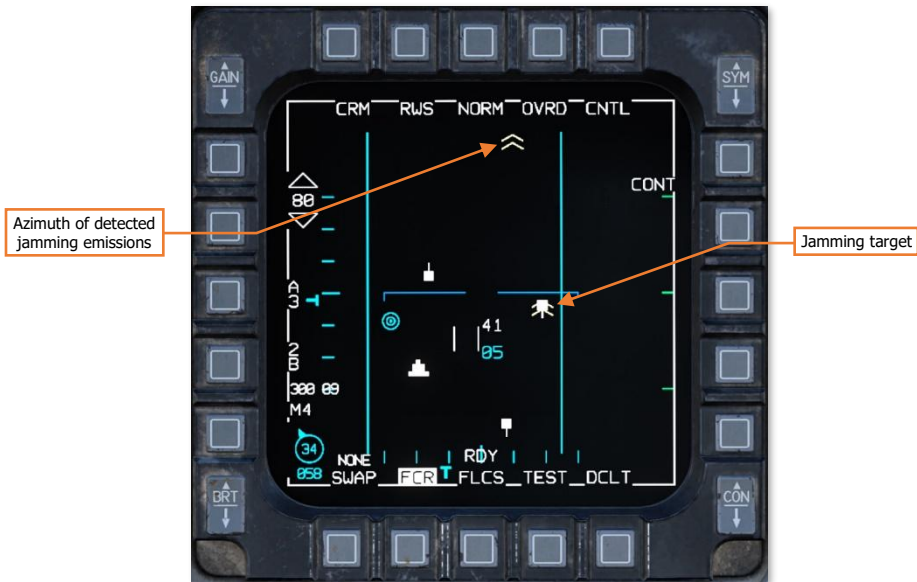 GAIN
SYM
CRM RWS NORM OVRD CNTL
CONT
80
Azimuth of detected
jamming emissions
Jamming target
A
3
41
05
2
B
300 09
M4
34
058
NONE
RDY
SWAP FCR T FLCS TEST DCLT
BRT
CON